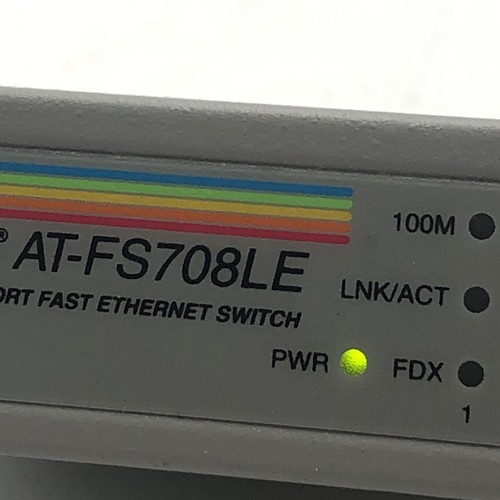 ® AT-FS708LE
ORT FAST ETHERNET SWITCH
100M
LNK/ACT
PWR
FDX
1